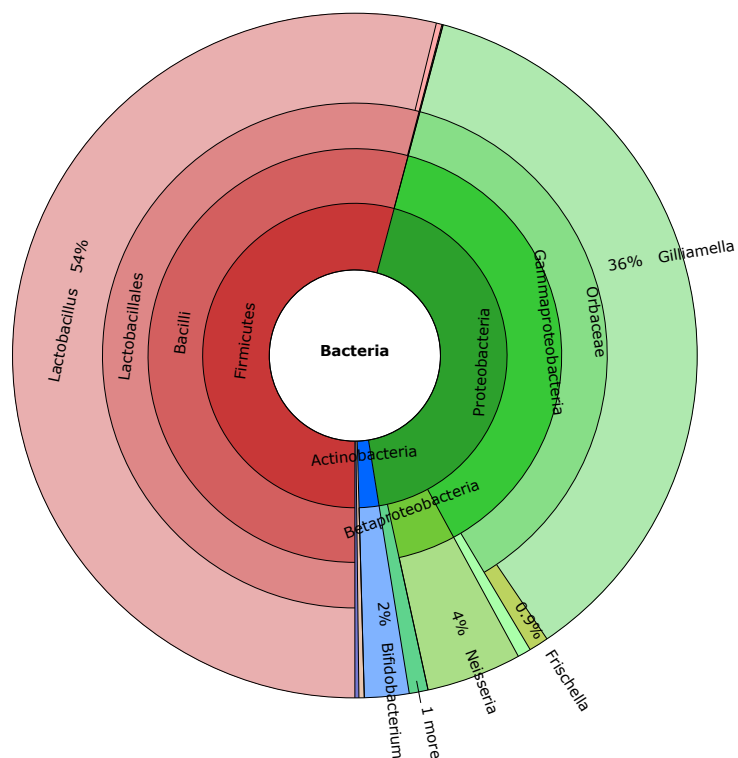 Bacteria
Firmicutes
Bacilli
Lactobacillales
Lactobacillus 54%
Proteobacteria
Gammaproteobacteria
Orbaceae
36% Gilliamella
0.9% Frischella
Betaproteobacteria
4% Neisseria
1 more
Actinobacteria
2% Bifidobacterium